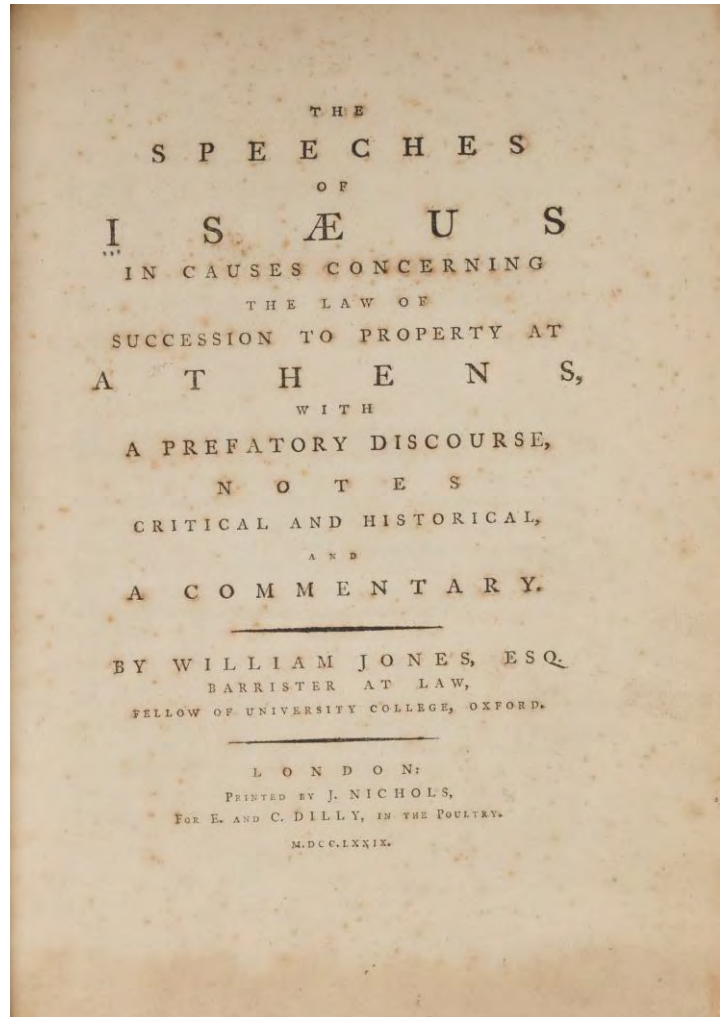 THE
SPEECHES
OF
ISÆUS
IN CAUSES CONCERNING
THE LAW OF
SUCCESSION TO PROPERTY AT
ATHENS,
WITH
A PREFATORY DISCOURSE,
NOTES
CRITICAL AND HISTORICAL,
AND
A COMMENTARY.
BY WILLIAM JONES, ESQ.
BARRISTER AT LAW,
FELLOW OF UNIVERSITY COLLEGE, OXFORD.
LONDON:
PRINTED BY J. NICHOLS,
FOR E. AND C. DILLY, IN THE POULTRY.
M.DCC.LXXIX.